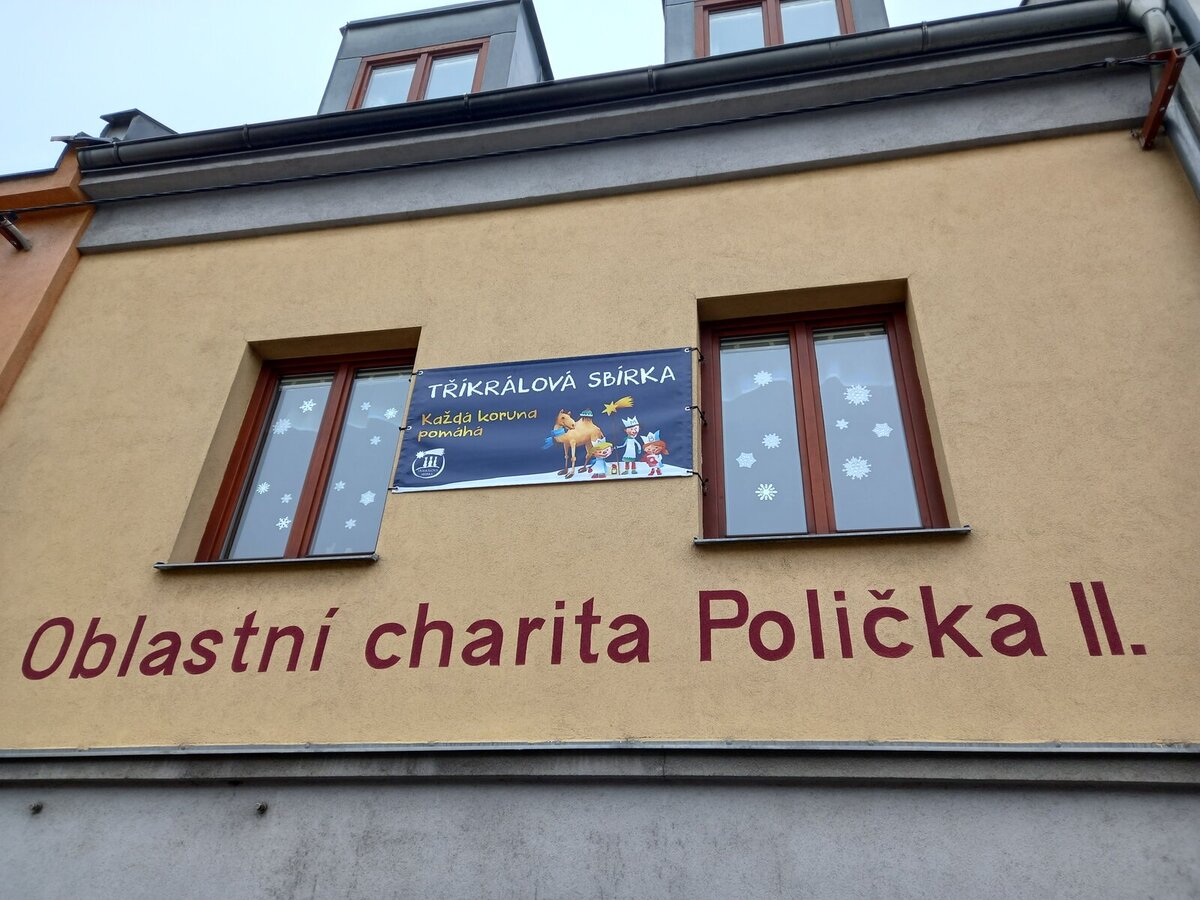 TŘÍKRÁLOVÁ SBÍRKA
Každá koruna
pomáhá
Oblastní charita Polička II.